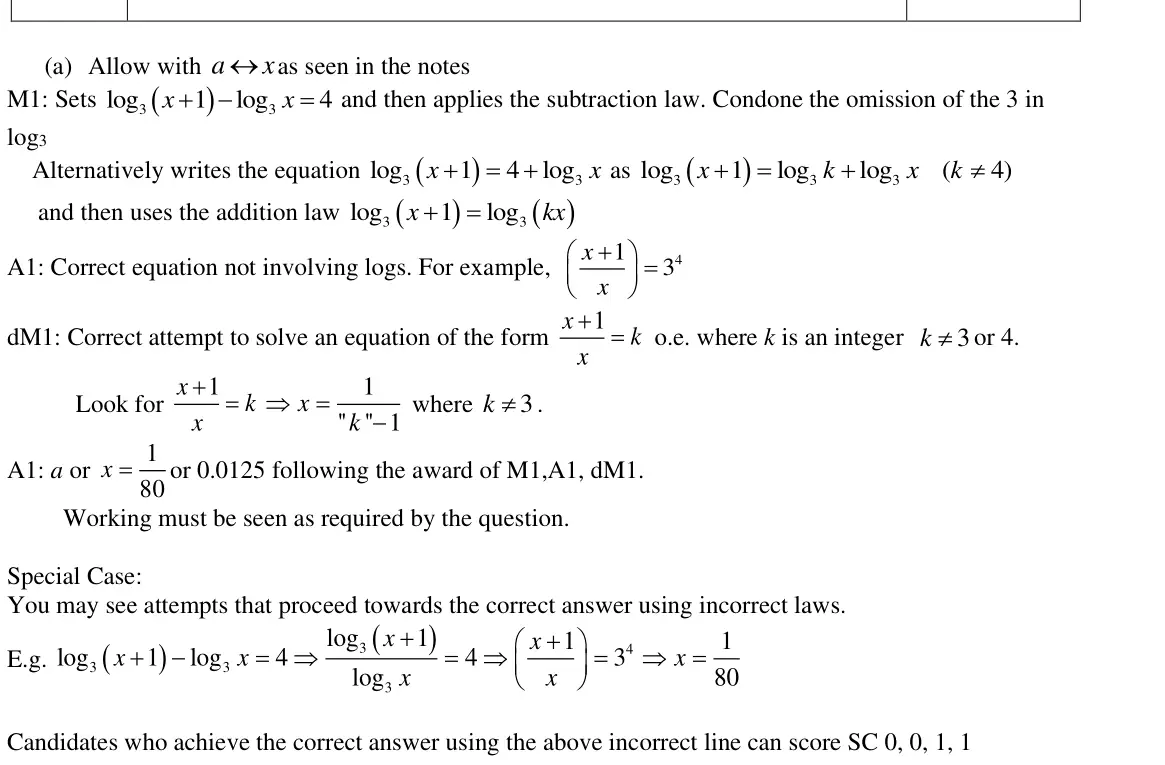 (a) Allow with a ↔ x as seen in the notes
M1: Sets log₃(x+1)−log₃ x = 4 and then applies the subtraction law. Condone the omission of the 3 in
log₃
Alternatively writes the equation log₃(x+1) = 4+log₃ x as log₃(x+1) = log₃ k + log₃ x (k ≠ 4)
and then uses the addition law log₃(x+1) = log₃(kx)
A1: Correct equation not involving logs. For example, ((x+1)/x) = 3⁴
dM1: Correct attempt to solve an equation of the form (x+1)/x = k o.e. where k is an integer k ≠ 3 or 4.
Look for (x+1)/x = k ⇒ x = 1/("k"−1) where k ≠ 3.
A1: a or x = 1/80 or 0.0125 following the award of M1,A1, dM1.
Working must be seen as required by the question.
Special Case:
You may see attempts that proceed towards the correct answer using incorrect laws.
E.g. log₃(x+1)−log₃ x = 4 ⇒ log₃(x+1)/log₃ x = 4 ⇒ ((x+1)/x) = 3⁴ ⇒ x = 1/80
Candidates who achieve the correct answer using the above incorrect line can score SC 0, 0, 1, 1